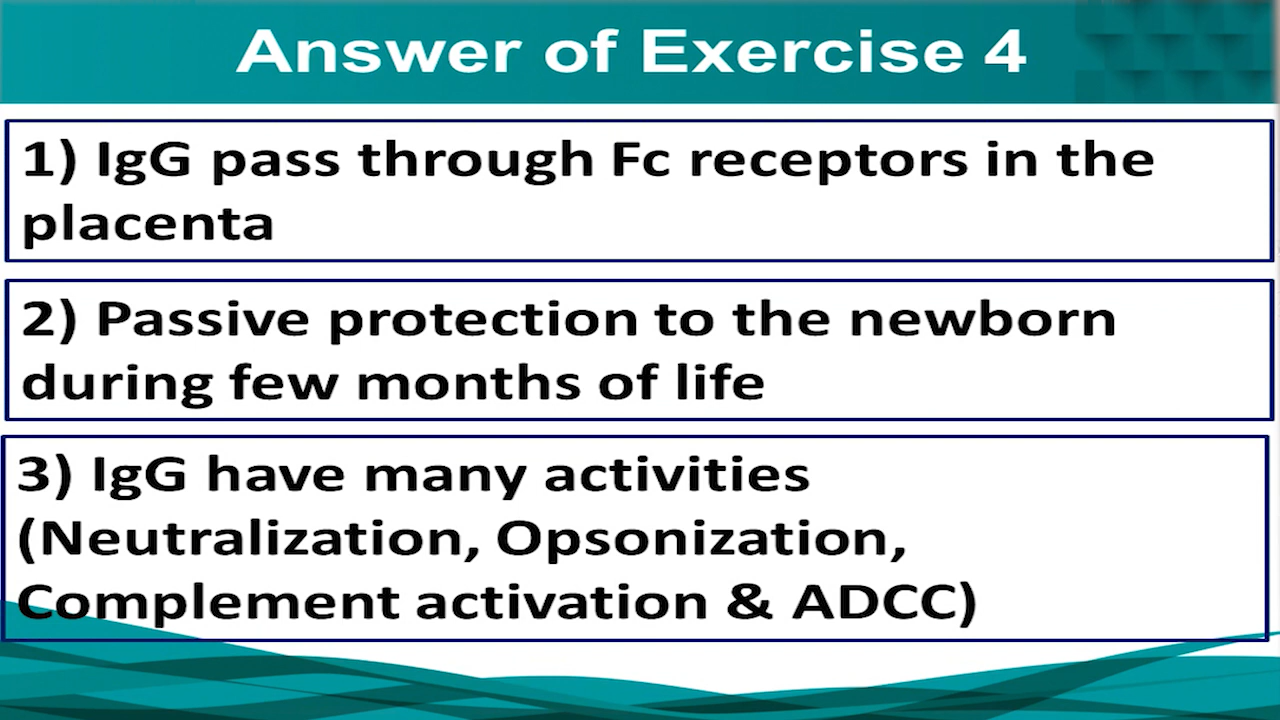 Answer of Exercise 4
1) IgG pass through Fc receptors in the
placenta
2) Passive protection to the newborn
during few months of life
3) IgG have many activities
(Neutralization, Opsonization,
Complement activation & ADCC)